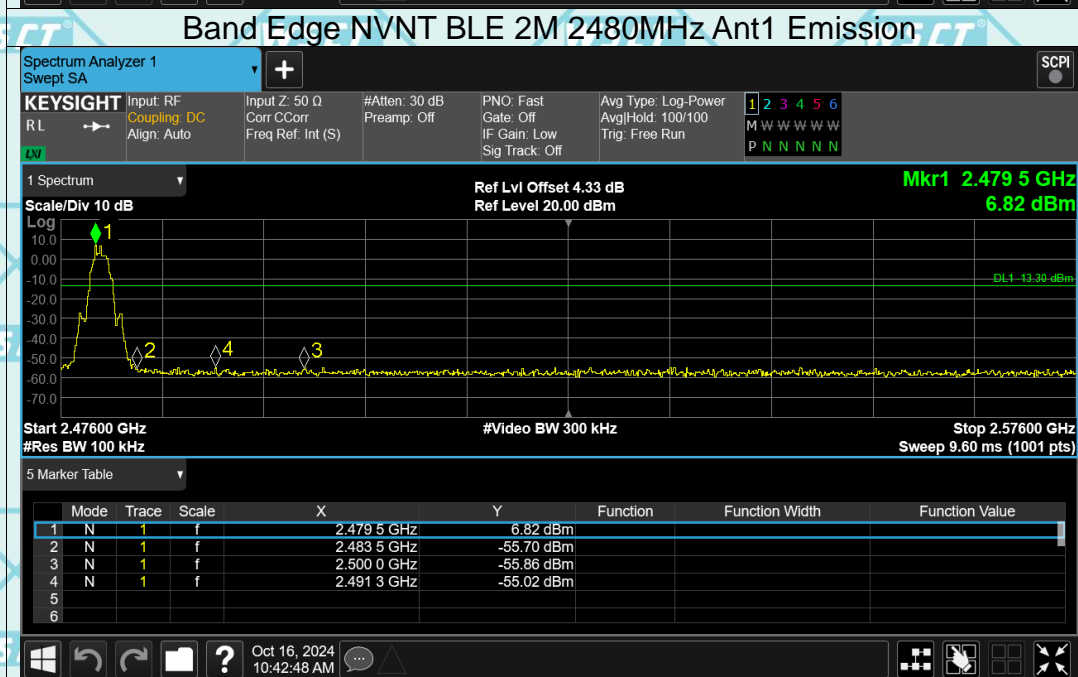 Band Edge NVNT BLE 2M 2480MHz Ant1 Emission
Spectrum Analyzer 1
Swept SA
+
SCPI
KEYSIGHT
R L
LXI
Input: RF
Coupling: DC
Align: Auto
Input Z: 50 Ω
Corr CCorr
Freq Ref: Int (S)
#Atten: 30 dB
Preamp: Off
PNO: Fast
Gate: Off
IF Gain: Low
Sig Track: Off
Avg Type: Log-Power
Avg|Hold: 100/100
Trig: Free Run
1 2 3 4 5 6
M W W W W W
P N N N N N
1 Spectrum
Scale/Div 10 dB
Ref Lvl Offset 4.33 dB
Ref Level 20.00 dBm
Mkr1 2.479 5 GHz
6.82 dBm
Log
10.0
0.00
-10.0
-20.0
-30.0
-40.0
-50.0
-60.0
-70.0
1
2
4
3
DL1 -13.30 dBm
Start 2.47600 GHz
#Video BW 300 kHz
Stop 2.57600 GHz
#Res BW 100 kHz
Sweep 9.60 ms (1001 pts)
5 Marker Table
Mode Trace Scale X Y Function Function Width Function Value
1 N 1 f 2.479 5 GHz 6.82 dBm
2 N 1 f 2.483 5 GHz -55.70 dBm
3 N 1 f 2.500 0 GHz -55.86 dBm
4 N 1 f 2.491 3 GHz -55.02 dBm
5
6
?
Oct 16, 2024
10:42:48 AM